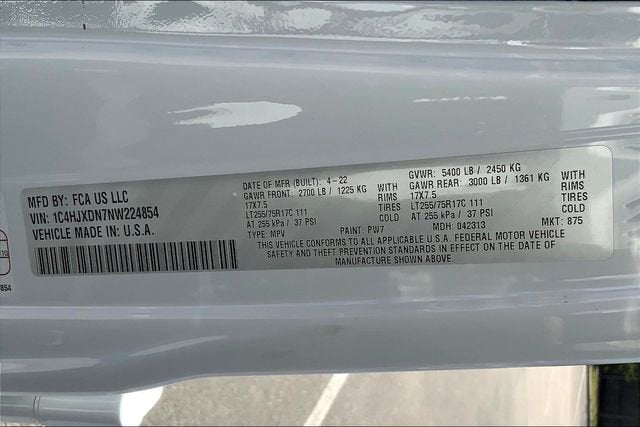 MFD BY: FCA US LLC
VIN: 1C4HJXDN7NW224854
VEHICLE MADE IN: U.S.A.
DATE OF MFR (BUILT): 4-22
GAWR FRONT: 2700 LB / 1225 KG WITH
17X7.5 RIMS
LT255/75R17C 111 TIRES
AT 255 kPa / 37 PSI COLD
TYPE: MPV
PAINT: PW7
GVWR: 5400 LB / 2450 KG
GAWR REAR: 3000 LB / 1361 KG WITH
17X7.5 RIMS
LT255/75R17C 111 TIRES
AT 255 kPa / 37 PSI COLD
MDH: 042313
MKT: 875
THIS VEHICLE CONFORMS TO ALL APPLICABLE U.S.A. FEDERAL MOTOR VEHICLE
SAFETY AND THEFT PREVENTION STANDARDS IN EFFECT ON THE DATE OF
MANUFACTURE SHOWN ABOVE.